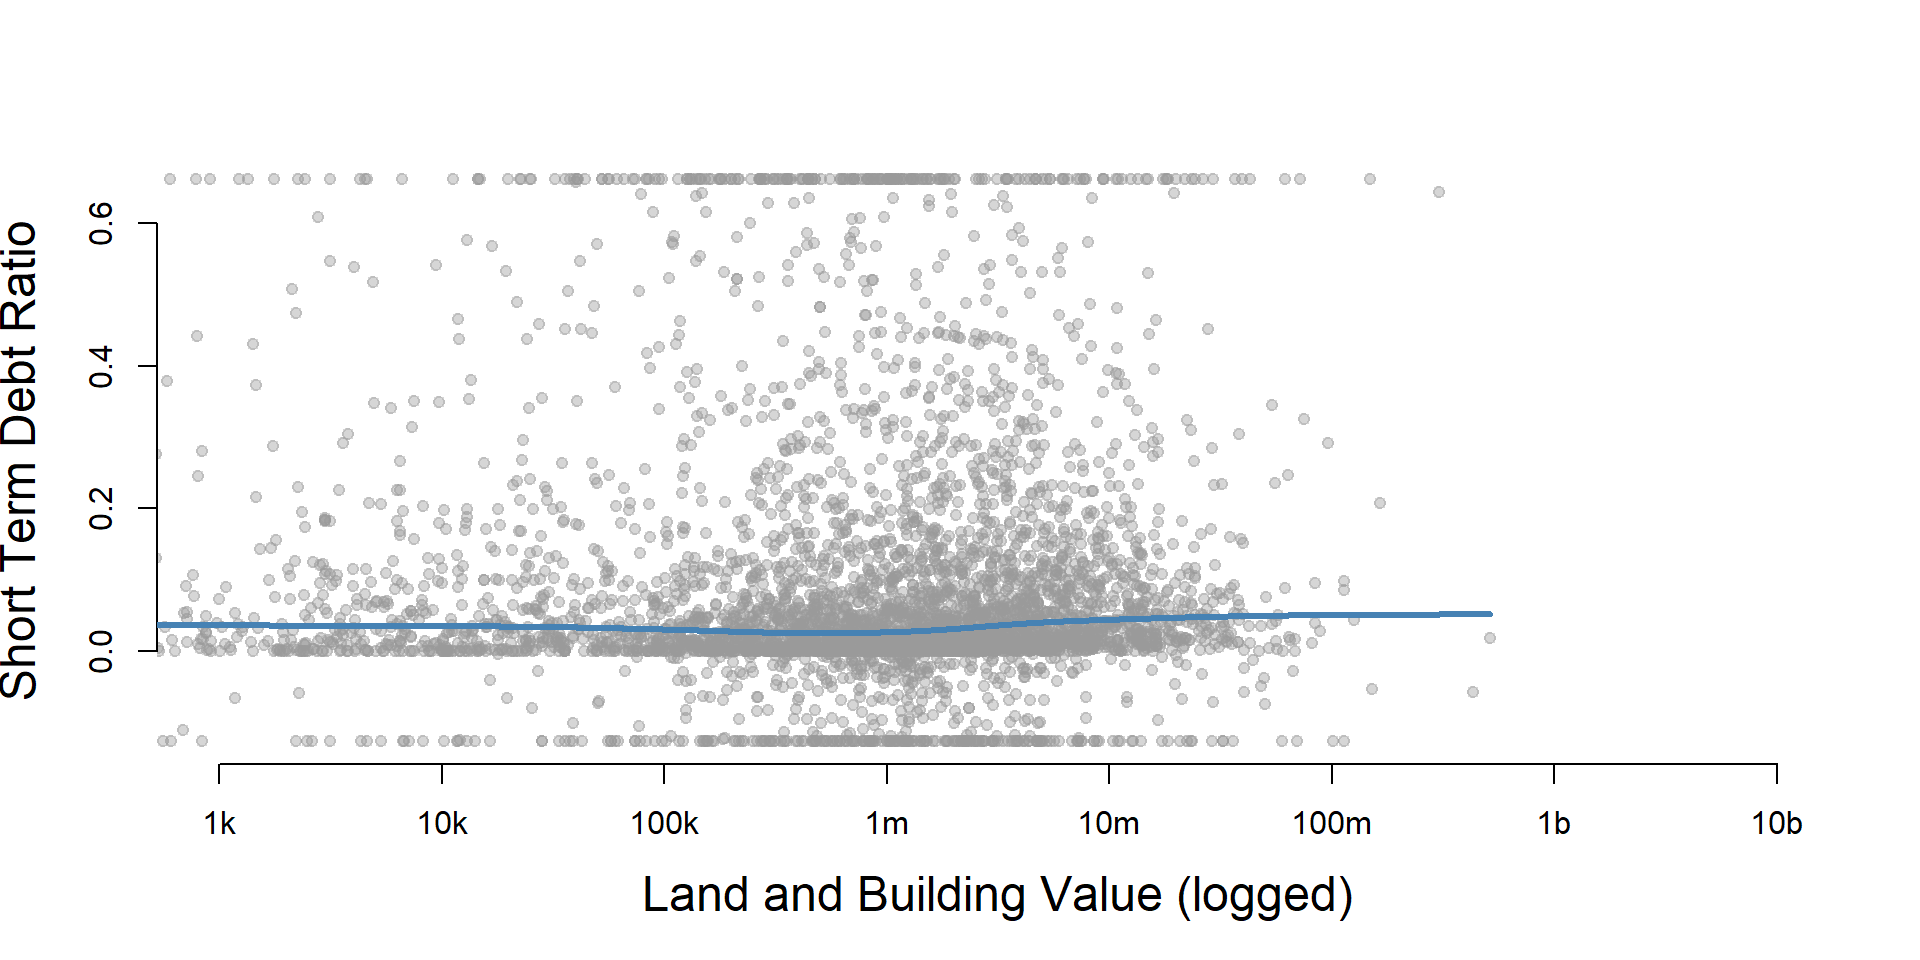 Short Term Debt Ratio
0.6
0.4
0.2
0.0
1k 10k 100k 1m 10m 100m 1b 10b
Land and Building Value (logged)